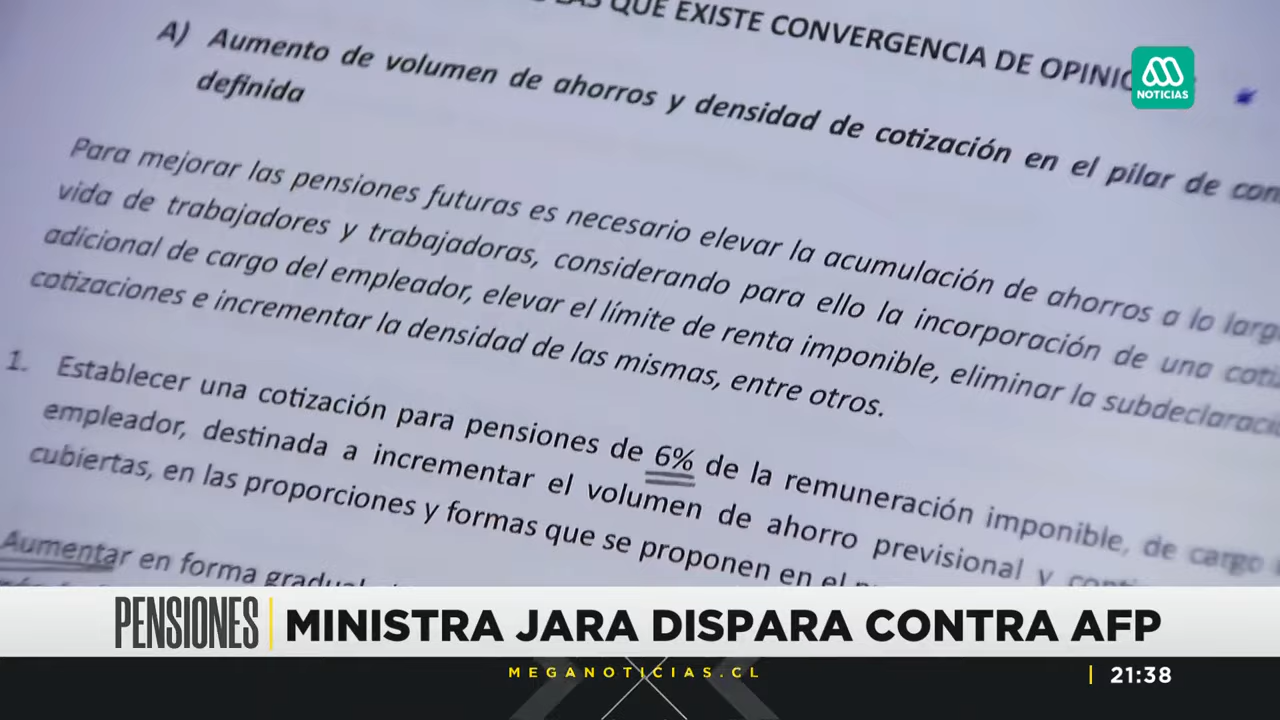 QUE EXISTE CONVERGENCIA DE
A) Aumento de volumen de ahorros y densidad de cotización en el pilar de
definida
Para mejorar las pensiones futuras es necesario elevar la acumulación de ahorros a lo
vida de trabajadores y trabajadoras, considerando para ello la incorporación de una
adicional de cargo del empleador, elevar el límite de renta imponible, eliminar la
cotizaciones e incrementar la densidad de las mismas, entre otros.
1. Establecer una cotización para pensiones de 6% de la remuneración imponible, de cargo
empleador, destinada a incrementar el volumen de ahorro previsional y
cubiertas, en las proporciones y formas que se proponen en el
Aumentar en forma
NOTICIAS
PENSIONES
MINISTRA JARA DISPARA CONTRA AFP
MEGANOTICIAS.CL
21:38